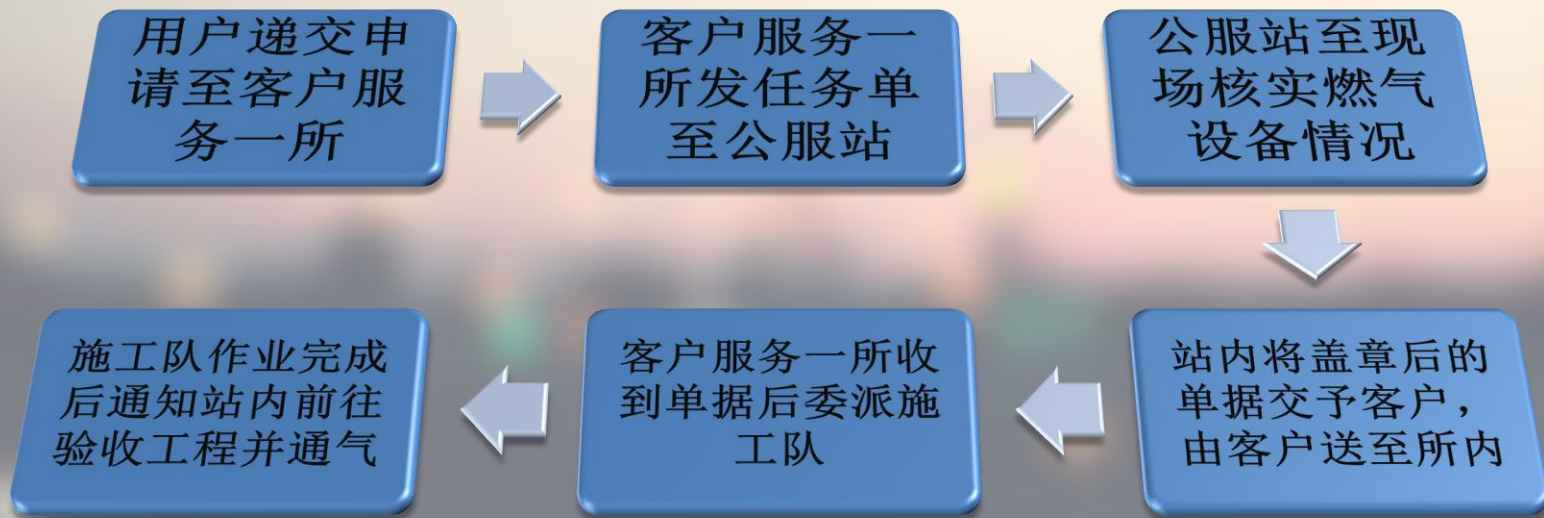 用户递交申
请至客户服
务一所
客户服务一
所发任务单
至公服站
公服站至现
场核实燃气
设备情况
站内将盖章后的
单据交予客户，
由客户送至所内
客户服务一所收
到单据后委派施
工队
施工队作业完成
后通知站内前往
验收工程并通气